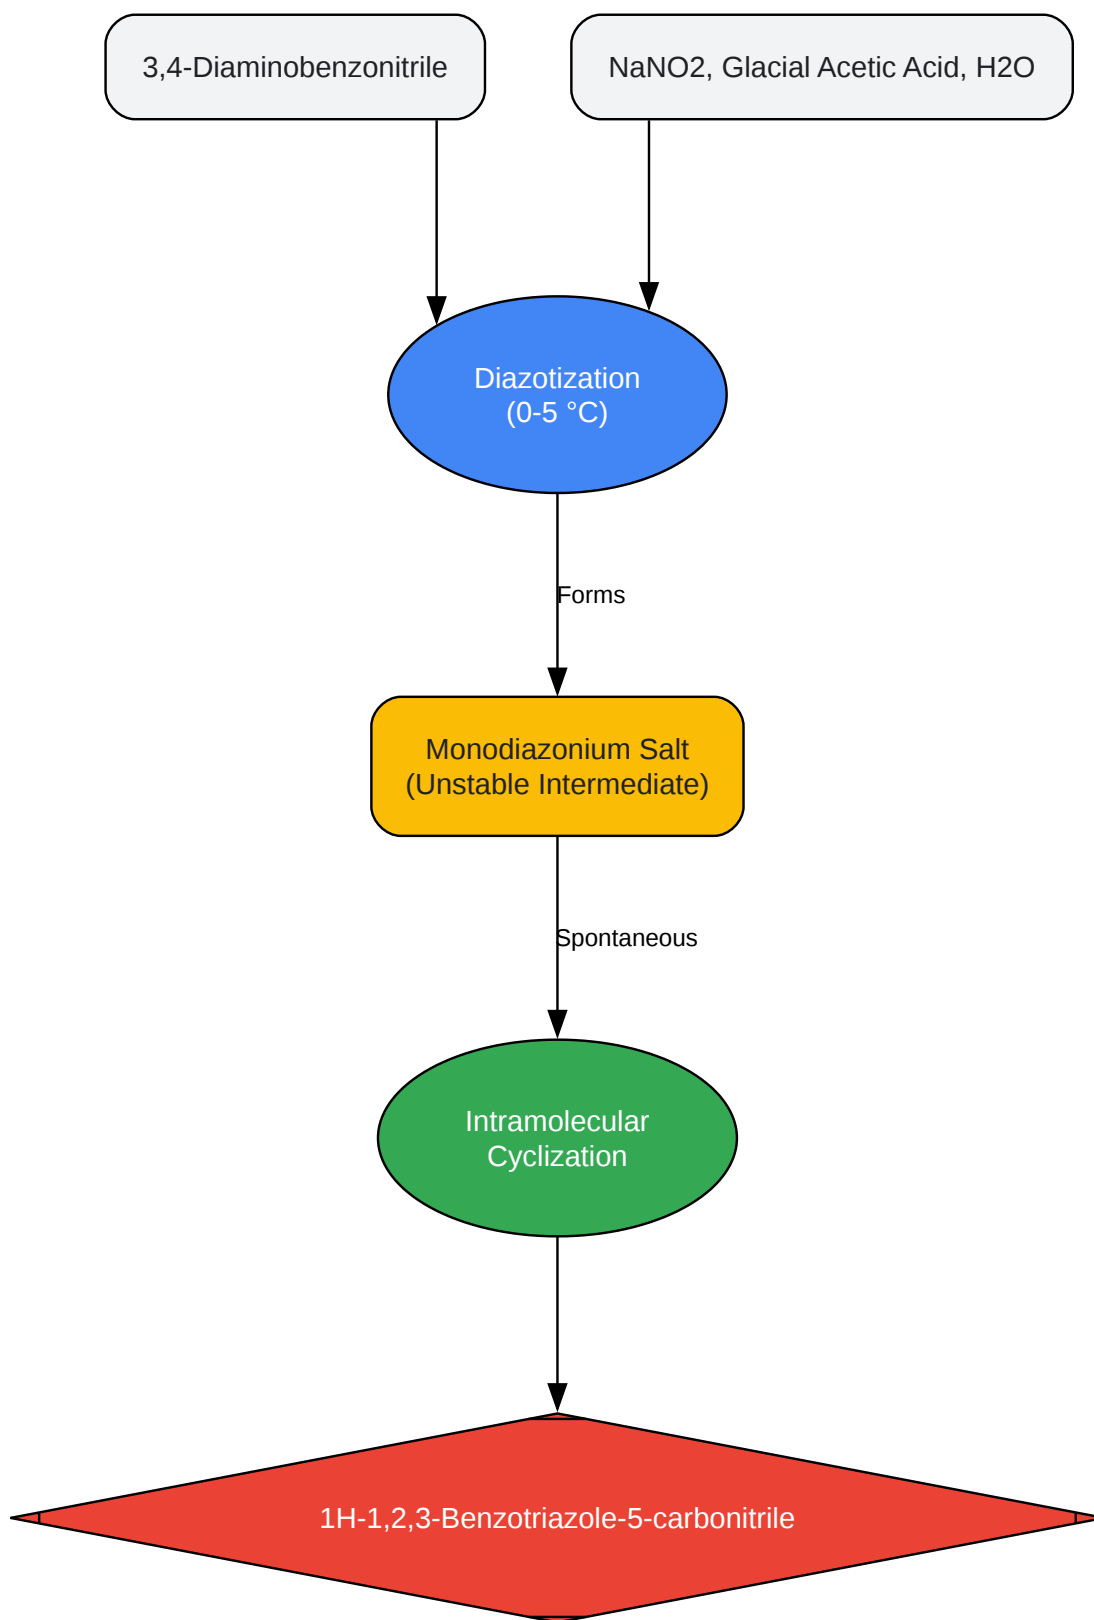 3,4-Diaminobenzonitrile
NaNO2, Glacial Acetic Acid, H2O
Diazotization
(0-5 °C)
Forms
Monodiazonium Salt
(Unstable Intermediate)
Spontaneous
Intramolecular
Cyclization
1H-1,2,3-Benzotriazole-5-carbonitrile